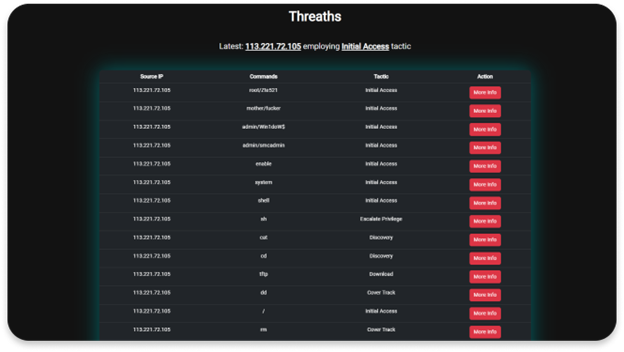 Threaths
Latest: 113.221.72.105 employing Initial Access tactic
Source IP Commands Tactic Action
113.221.72.105 root/Zte521 Initial Access More Info
113.221.72.105 mother/fucker Initial Access More Info
113.221.72.105 admin/Win1doW$ Initial Access More Info
113.221.72.105 admin/smcadmin Initial Access More Info
113.221.72.105 enable Initial Access More Info
113.221.72.105 system Initial Access More Info
113.221.72.105 shell Initial Access More Info
113.221.72.105 sh Escalate Privilege More Info
113.221.72.105 cat Discovery More Info
113.221.72.105 cd Discovery More Info
113.221.72.105 tftp Download More Info
113.221.72.105 dd Cover Track More Info
113.221.72.105 / Initial Access More Info
113.221.72.105 rm Cover Track More Info